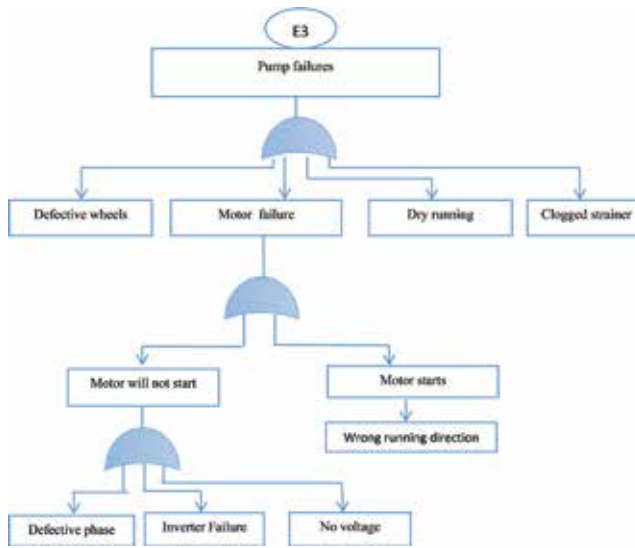 E3
Pump failures
Defective wheels
Motor failure
Dry running
Clogged strainer
Motor will not start
Motor starts
Wrong running direction
Defective phase
Inverter Failure
No voltage